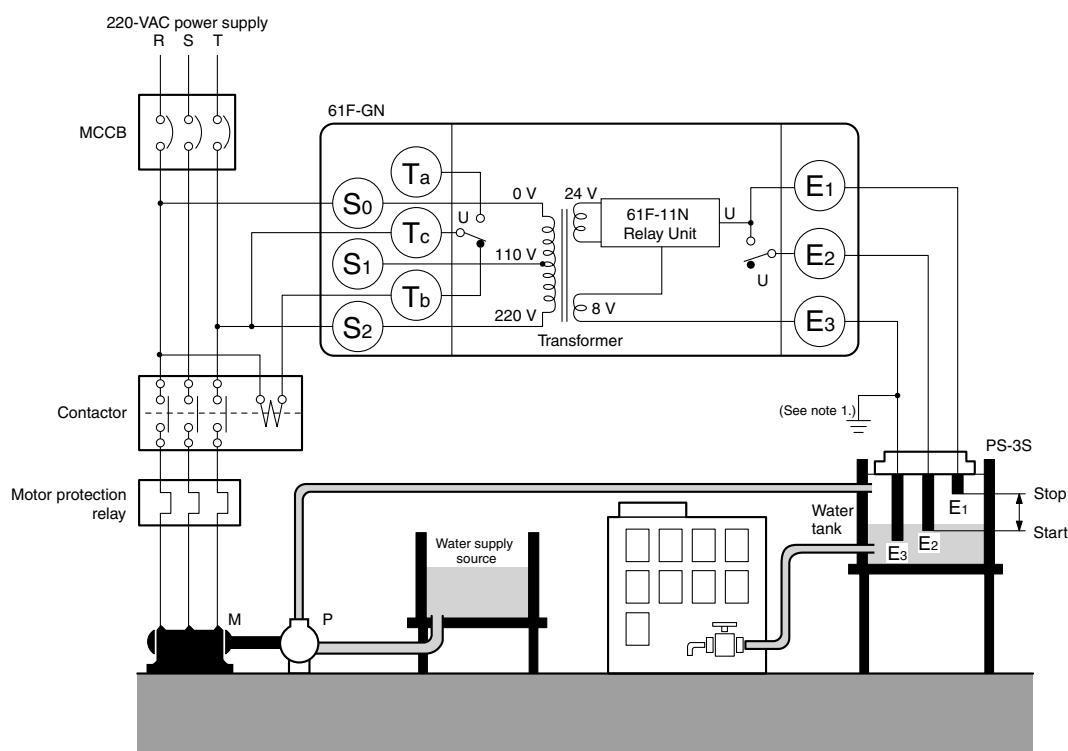 220-VAC power supply
R S T
MCCB
61F-GN
Ta
S0
Tc
S1
Tb
S2
U
0 V
110 V
220 V
24 V
8 V
Transformer
61F-11N
Relay Unit
U
U
E1
E2
E3
Contactor
(See note 1.)
PS-3S
Motor protection
relay
Water
tank
E1
E2
E3
Stop
Start
Water supply
source
M
P